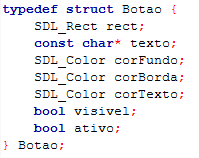 typedef struct Botao {
    SDL_Rect rect;
    const char* texto;
    SDL_Color corFundo;
    SDL_Color corBorda;
    SDL_Color corTexto;
    bool visivel;
    bool ativo;
} Botao;